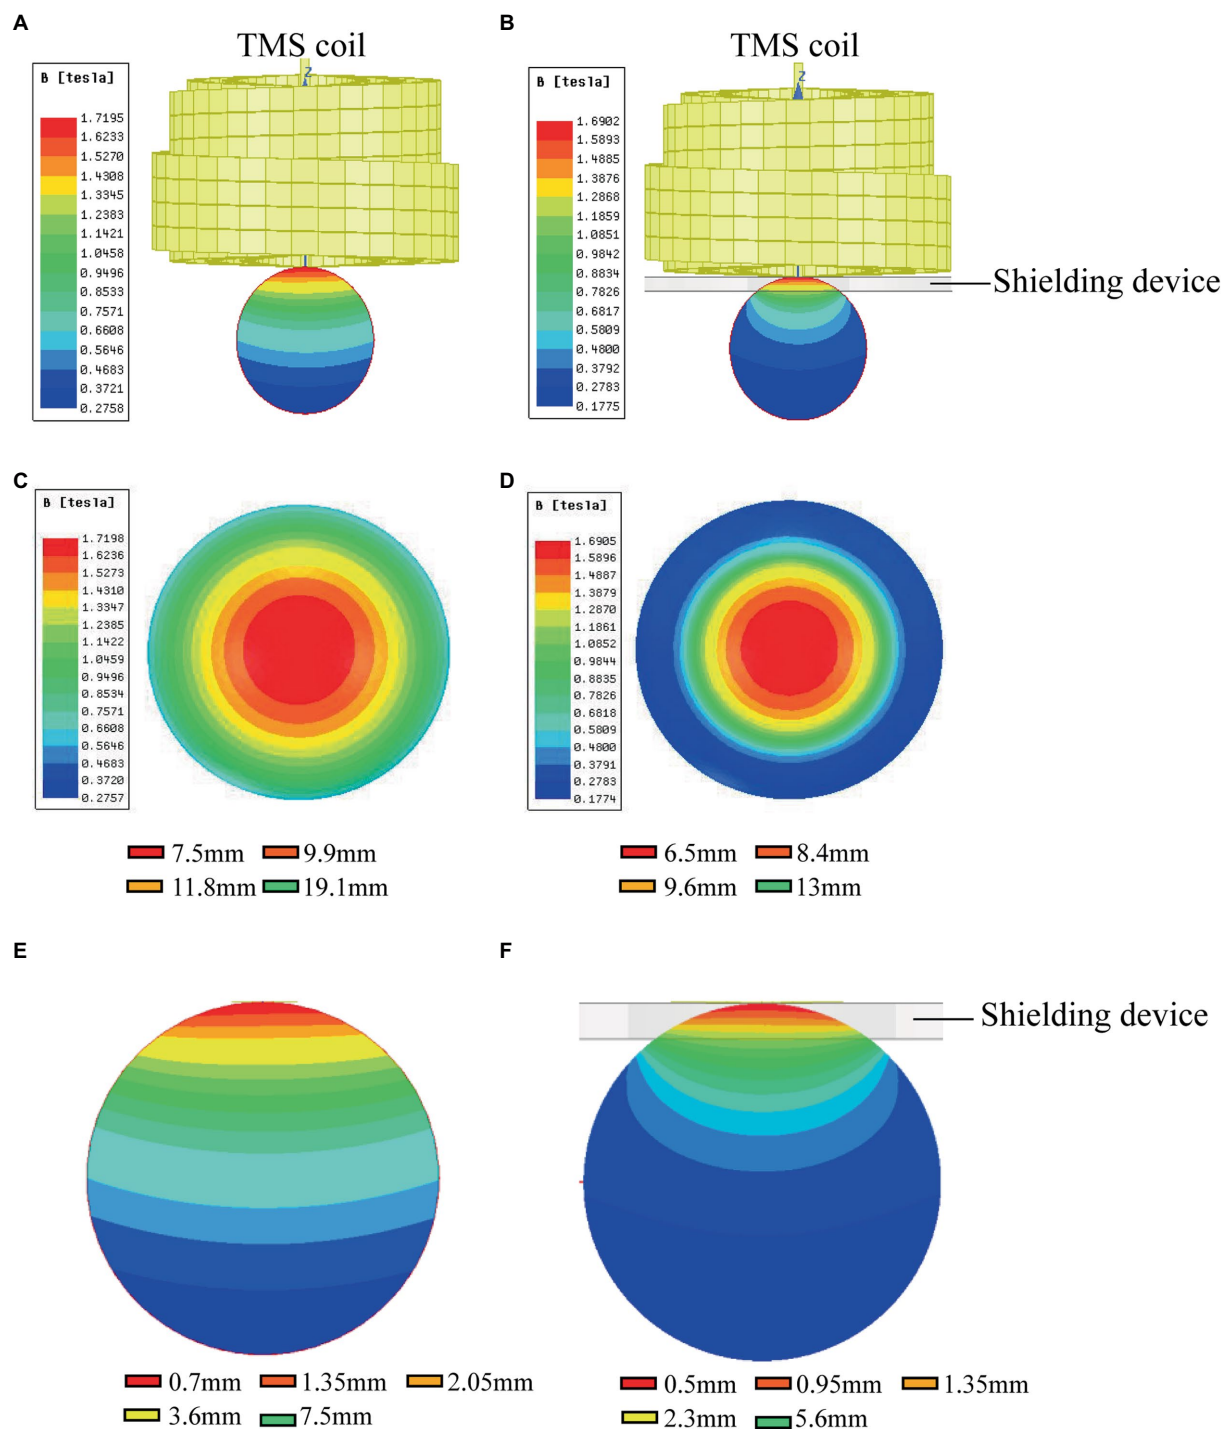 A
TMS coil
Z
B [tesla]
1.7195
1.6233
1.5270
1.4308
1.3345
1.2383
1.1421
1.0458
0.9496
0.8533
0.7571
0.6608
0.5646
0.4683
0.3721
0.2758
B
TMS coil
Z
B [tesla]
1.6902
1.5893
1.4885
1.3876
1.2868
1.1859
1.0851
0.9842
0.8834
0.7826
0.6817
0.5809
0.4800
0.3792
0.2783
0.1775
Shielding device
C
B [tesla]
1.7198
1.6236
1.5273
1.4310
1.3347
1.2385
1.1422
1.0459
0.9496
0.8534
0.7571
0.6608
0.5646
0.4683
0.3720
0.2757
7.5mm 9.9mm
11.8mm 19.1mm
D
B [tesla]
1.6905
1.5896
1.4887
1.3879
1.2870
1.1861
1.0852
0.9844
0.8835
0.7826
0.6818
0.5809
0.4800
0.3791
0.2783
0.1774
6.5mm 8.4mm
9.6mm 13mm
E
0.7mm 1.35mm 2.05mm
3.6mm 7.5mm
F
Shielding device
0.5mm 0.95mm 1.35mm
2.3mm 5.6mm